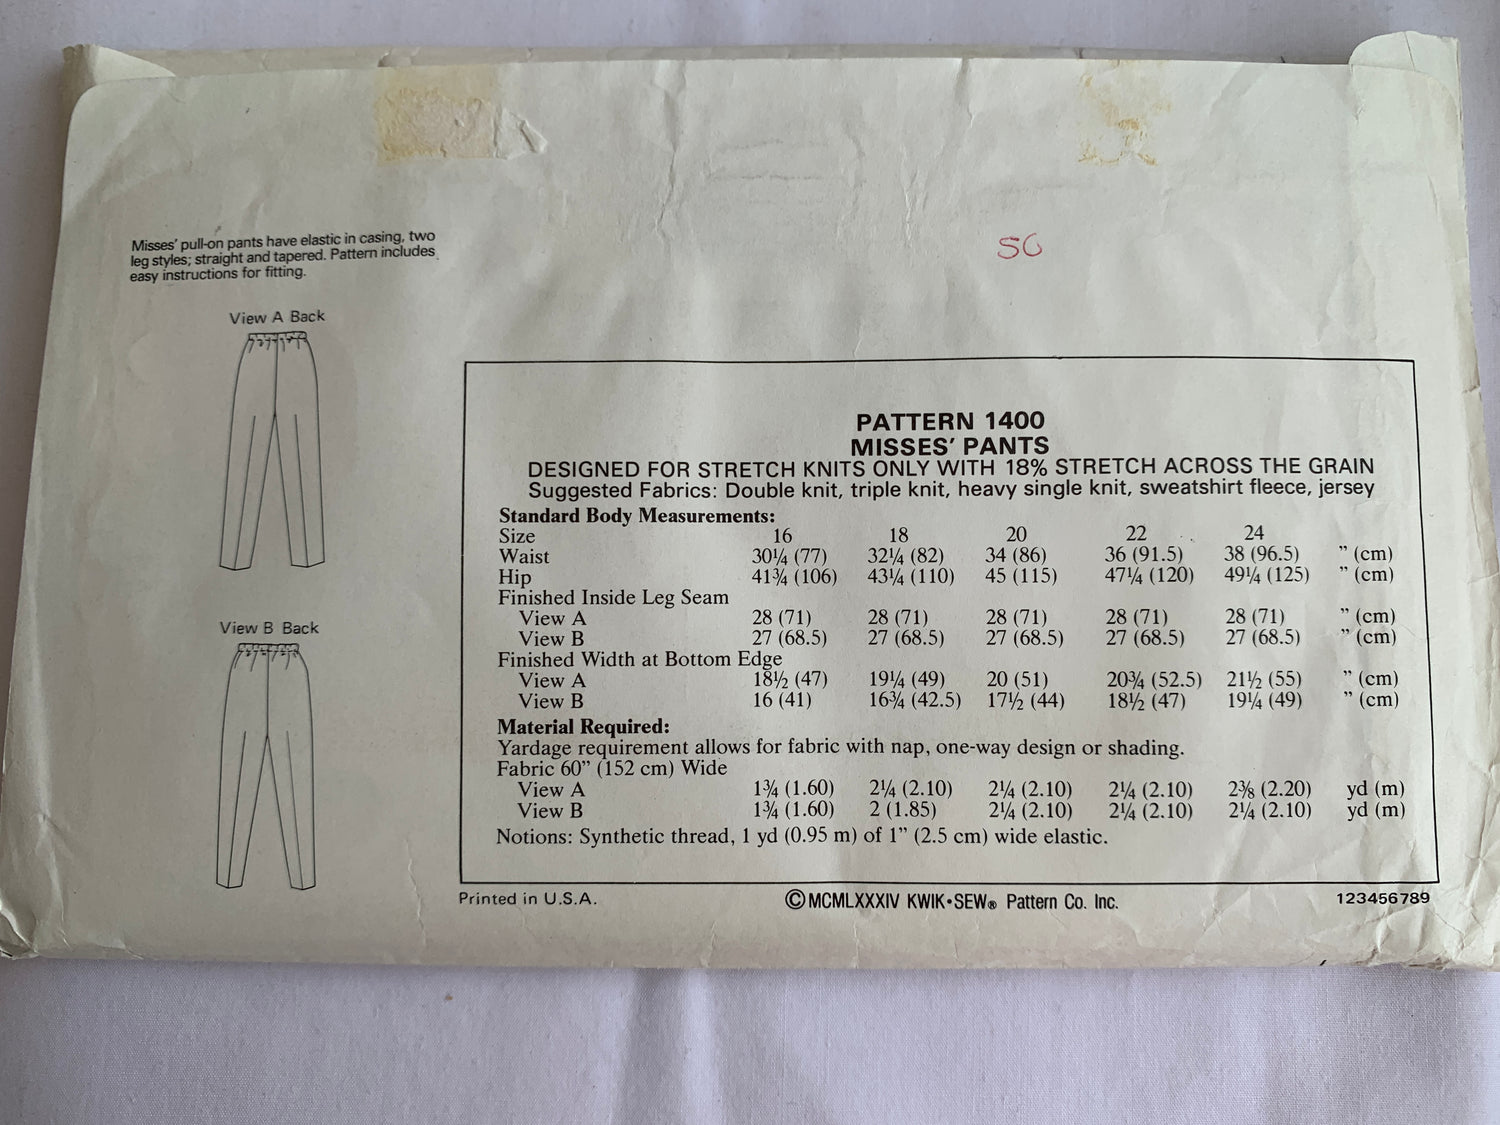 Misses' pull-on pants have elastic in casing, two
leg styles; straight and tapered. Pattern includes
easy instructions for fitting.
View A Back
View B Back
50
PATTERN 1400
MISSES' PANTS
DESIGNED FOR STRETCH KNITS ONLY WITH 18% STRETCH ACROSS THE GRAIN
Suggested Fabrics: Double knit, triple knit, heavy single knit, sweatshirt fleece, jersey
Standard Body Measurements:
Size 16 18 20 22 24
Waist 30¼ (77) 32¼ (82) 34 (86) 36 (91.5) 38 (96.5) ” (cm)
Hip 41¾ (106) 43¼ (110) 45 (115) 47¼ (120) 49¼ (125) ” (cm)
Finished Inside Leg Seam
View A 28 (71) 28 (71) 28 (71) 28 (71) 28 (71) ” (cm)
View B 27 (68.5) 27 (68.5) 27 (68.5) 27 (68.5) 27 (68.5) ” (cm)
Finished Width at Bottom Edge
View A 18½ (47) 19¼ (49) 20 (51) 20¾ (52.5) 21½ (55) ” (cm)
View B 16 (41) 16¾ (42.5) 17½ (44) 18½ (47) 19¼ (49) ” (cm)
Material Required:
Yardage requirement allows for fabric with nap, one-way design or shading.
Fabric 60” (152 cm) Wide
View A 1¾ (1.60) 2¼ (2.10) 2¼ (2.10) 2¼ (2.10) 2⅜ (2.20) yd (m)
View B 1¾ (1.60) 2 (1.85) 2¼ (2.10) 2¼ (2.10) 2¼ (2.10) yd (m)
Notions: Synthetic thread, 1 yd (0.95 m) of 1” (2.5 cm) wide elastic.
Printed in U.S.A. ©MCMLXXXIV KWIK•SEW® Pattern Co. Inc. 123456789